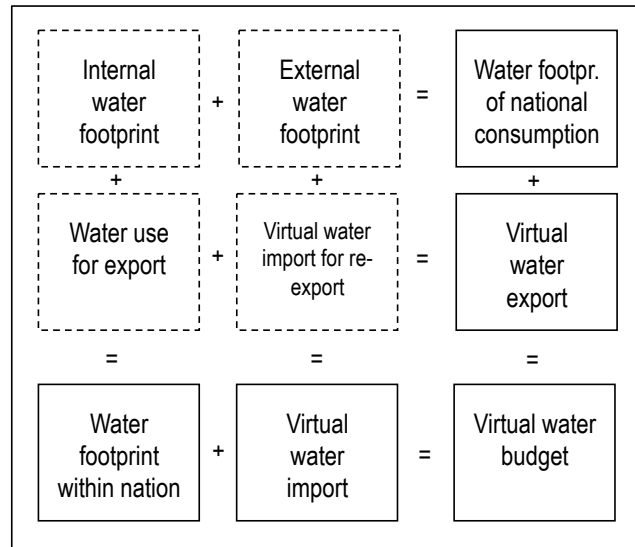 Internal
water
footprint
+
External
water
footprint
=
Water footpr.
of national
consumption
+
+
+
Water use
for export
+
Virtual water
import for re-
export
=
Virtual
water
export
=
=
=
Water
footprint
within nation
+
Virtual
water
import
=
Virtual water
budget